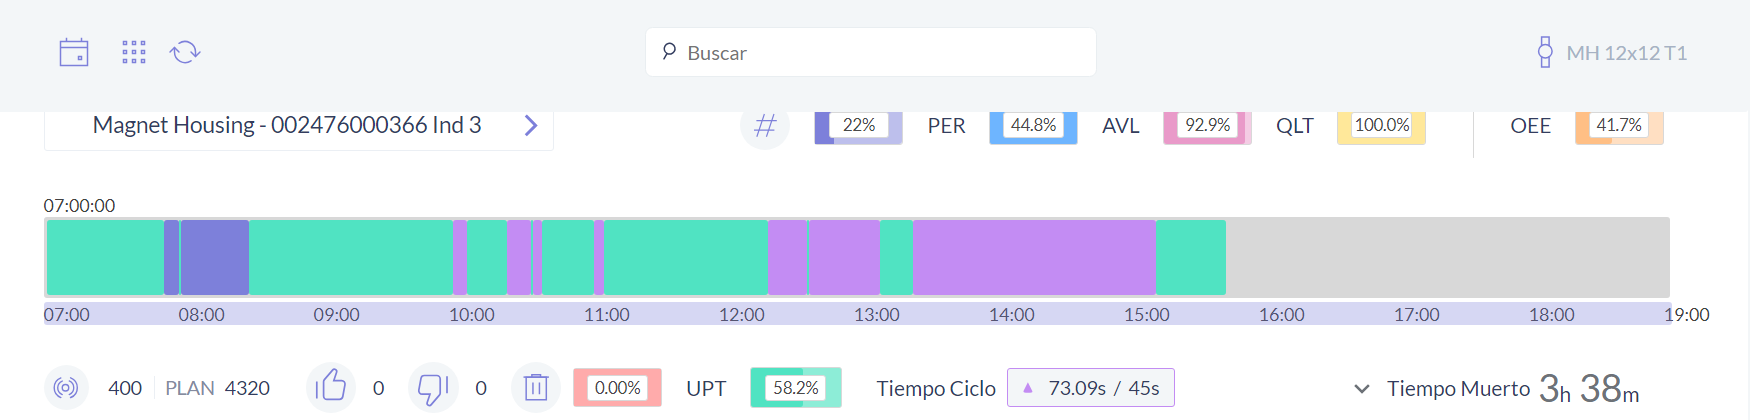 Buscar
MH 12x12 T1
Magnet Housing - 002476000366 Ind 3
# 22% PER 44.8% AVL 92.9% QLT 100.0% OEE 41.7%
07:00:00
07:00 08:00 09:00 10:00 11:00 12:00 13:00 14:00 15:00 16:00 17:00 18:00 19:00
400 PLAN 4320 0 0 0.00% UPT 58.2% Tiempo Ciclo 73.09s / 45s Tiempo Muerto 3h 38m